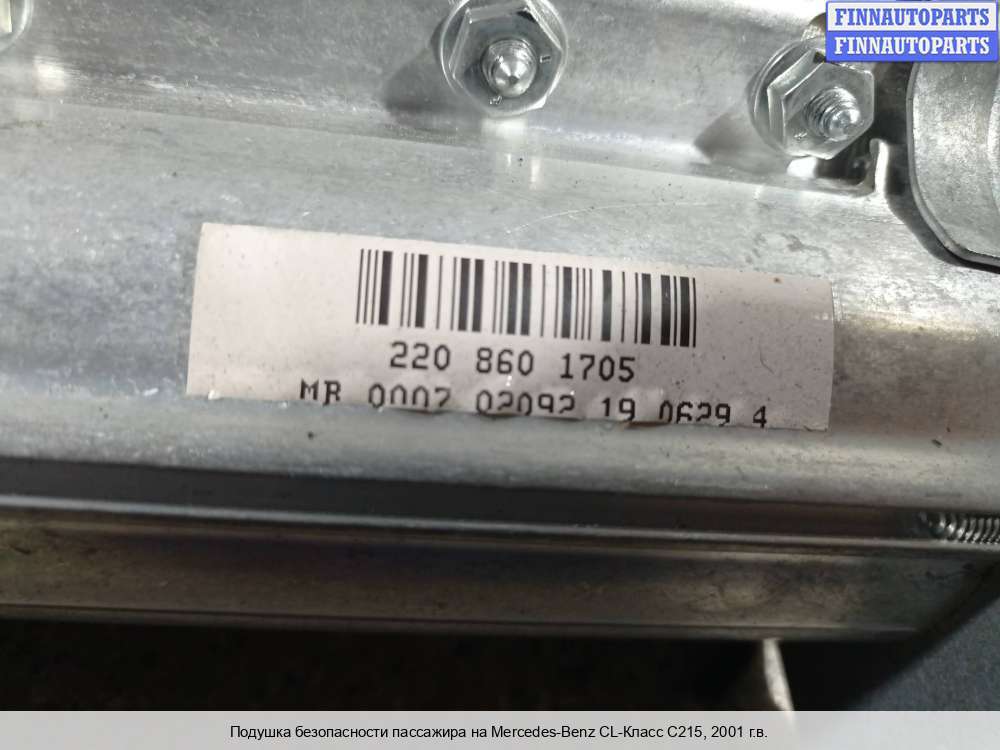 FINNAUTOPARTS
FINNAUTOPARTS
220 860 1705
MR 0007 02092 19 0629 4
Подушка безопасности пассажира на Mercedes-Benz CL-Класс C215, 2001 г.в.